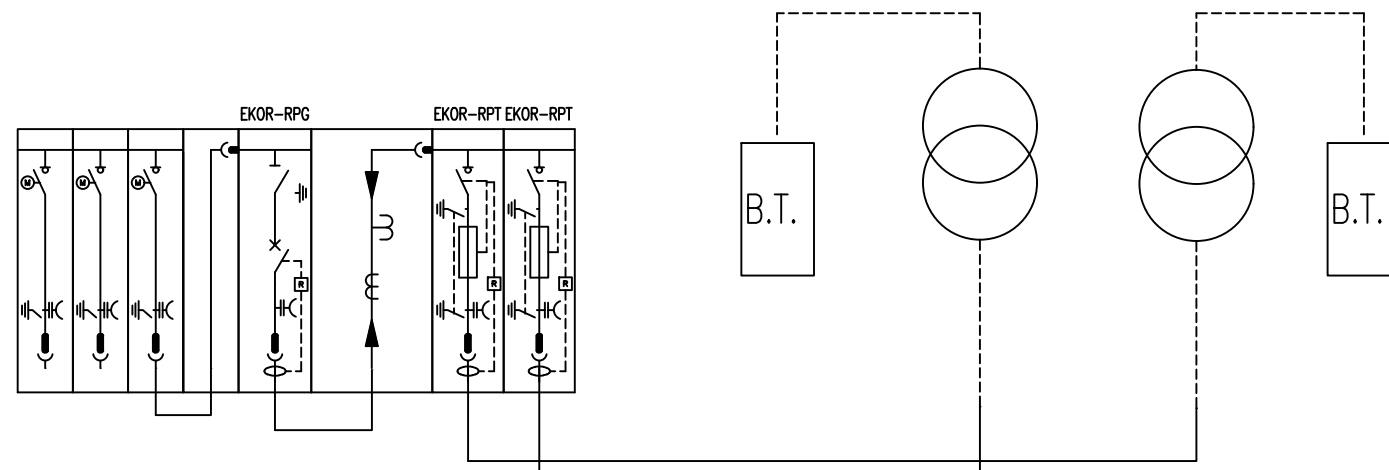 EKOR-RPG
EKOR-RPT EKOR-RPT
M M M
B.T. B.T.
R R R